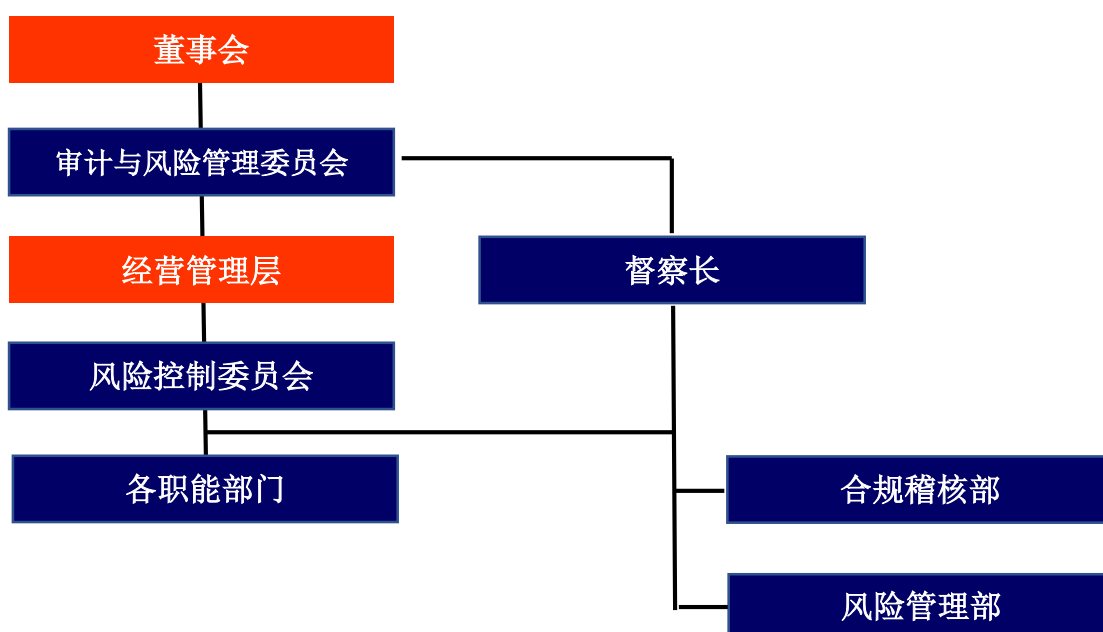 董事会
审计与风险管理委员会
经营管理层
督察长
风险控制委员会
各职能部门
合规稽核部
风险管理部